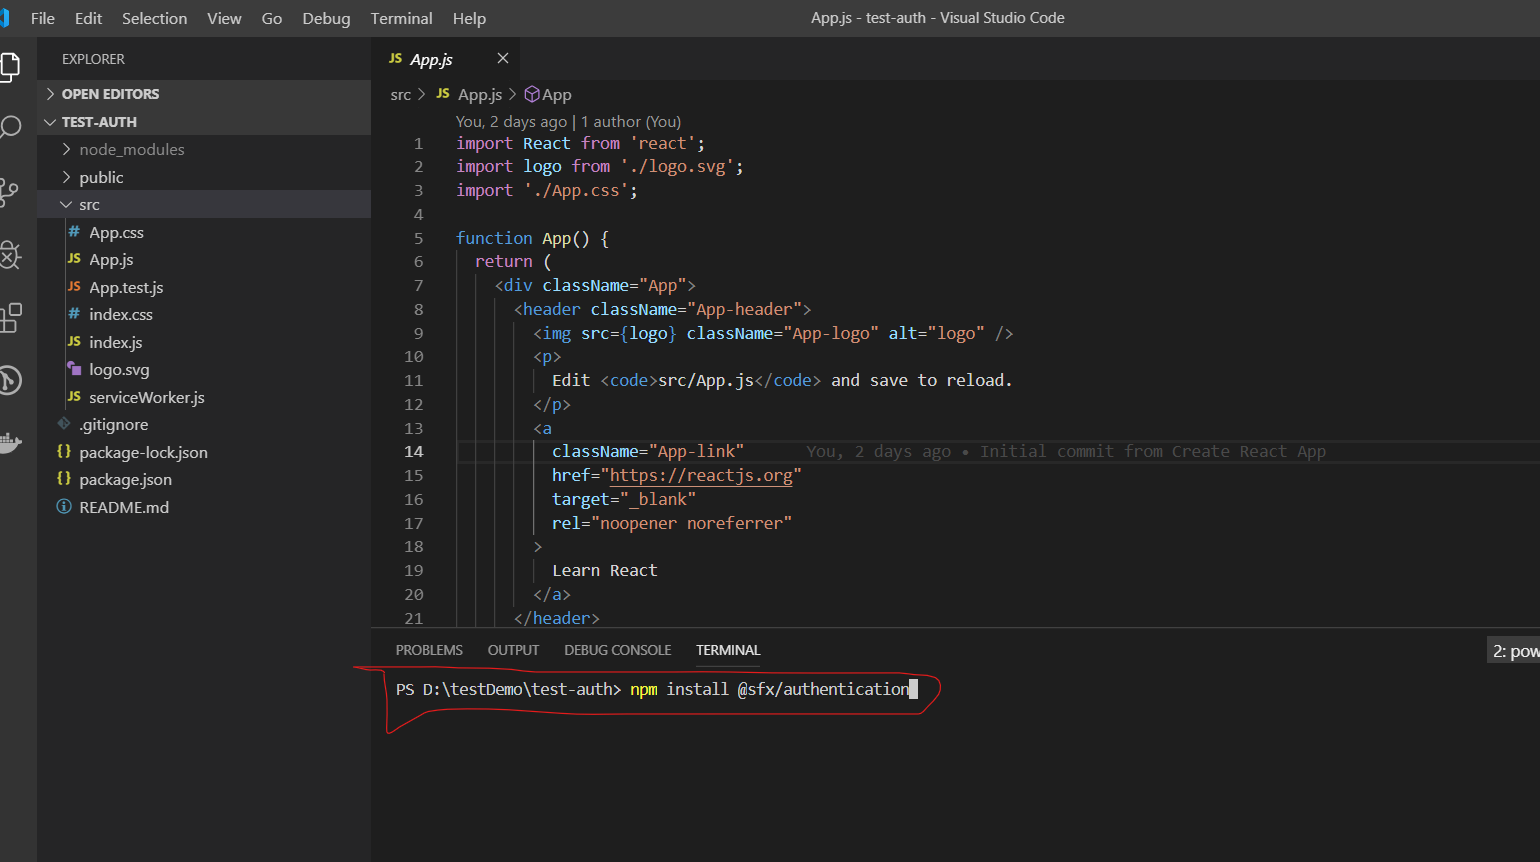 File Edit Selection View Go Debug Terminal Help
App.js - test-auth - Visual Studio Code
EXPLORER
OPEN EDITORS
TEST-AUTH
node_modules
public
src
# App.css
JS App.js
JS App.test.js
# index.css
JS index.js
logo.svg
JS serviceWorker.js
.gitignore
{} package-lock.json
{} package.json
README.md
JS App.js
src > JS App.js > App
You, 2 days ago | 1 author (You)
1 import React from 'react';
2 import logo from './logo.svg';
3 import './App.css';
4
5 function App() {
6 return (
7 <div className="App">
8 <header className="App-header">
9 <img src={logo} className="App-logo" alt="logo" />
10 <p>
11 Edit <code>src/App.js</code> and save to reload.
12 </p>
13 <a
14 className="App-link" You, 2 days ago • Initial commit from Create React App
15 href="https://reactjs.org"
16 target="_blank"
17 rel="noopener noreferrer"
18 >
19 Learn React
20 </a>
21 </header>
PROBLEMS OUTPUT DEBUG CONSOLE TERMINAL
2: pow
PS D:\testDemo\test-auth> npm install @sfx/authentication